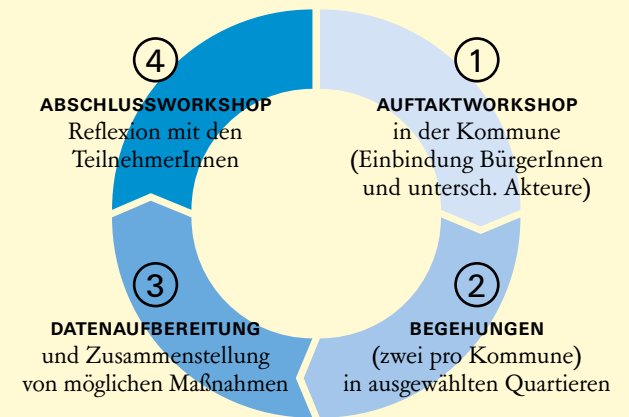 1
AUFTAKTWORKSHOP
in der Kommune
(Einbindung BürgerInnen
und untersch. Akteure)
2
BEGEHUNGEN
(zwei pro Kommune)
in ausgewählten Quartieren
3
DATENAUFBEREITUNG
und Zusammenstellung
von möglichen Maßnahmen
4
ABSCHLUSSWORKSHOP
Reflexion mit den
TeilnehmerInnen